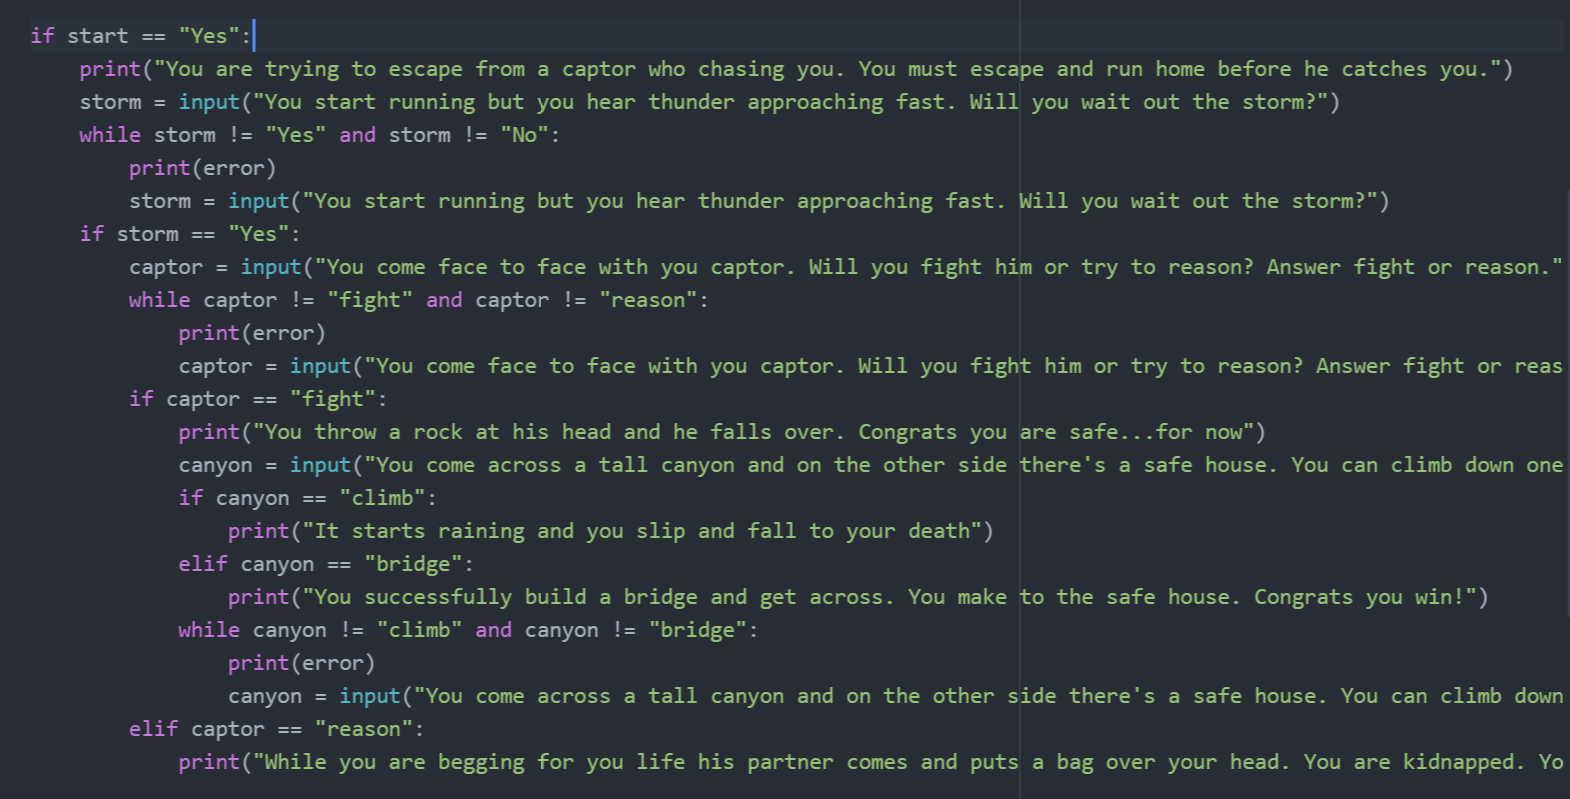 if start == "Yes":
    print("You are trying to escape from a captor who chasing you. You must escape and run home before he catches you.")
    storm = input("You start running but you hear thunder approaching fast. Will you wait out the storm?")
    while storm != "Yes" and storm != "No":
        print(error)
        storm = input("You start running but you hear thunder approaching fast. Will you wait out the storm?")
    if storm == "Yes":
        captor = input("You come face to face with you captor. Will you fight him or try to reason? Answer fight or reason."
        while captor != "fight" and captor != "reason":
            print(error)
            captor = input("You come face to face with you captor. Will you fight him or try to reason? Answer fight or reas
        if captor == "fight":
            print("You throw a rock at his head and he falls over. Congrats you are safe...for now")
            canyon = input("You come across a tall canyon and on the other side there's a safe house. You can climb down one
            if canyon == "climb":
                print("It starts raining and you slip and fall to your death")
            elif canyon == "bridge":
                print("You successfully build a bridge and get across. You make to the safe house. Congrats you win!")
            while canyon != "climb" and canyon != "bridge":
                print(error)
                canyon = input("You come across a tall canyon and on the other side there's a safe house. You can climb down
        elif captor == "reason":
            print("While you are begging for you life his partner comes and puts a bag over your head. You are kidnapped. Yo